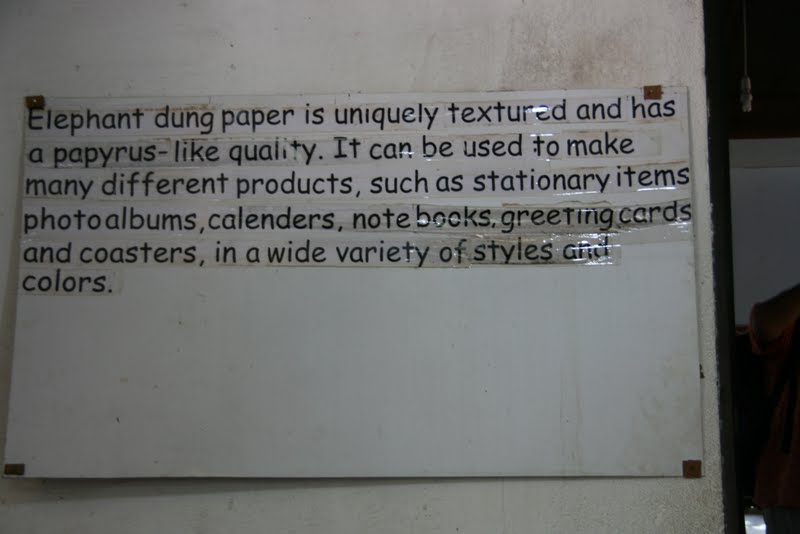 Elephant dung paper is uniquely textured and has
a papyrus-like quality. It can be used to make
many different products, such as stationary items
photo albums, calenders, note books, greeting cards
and coasters, in a wide variety of styles and
colors.